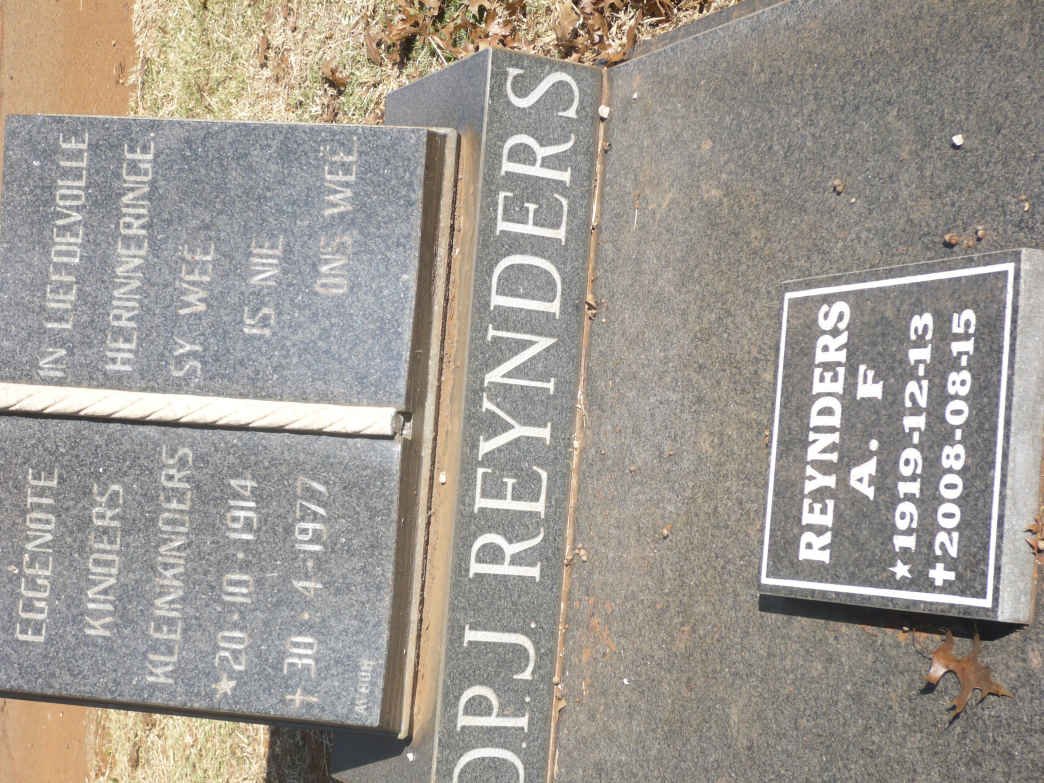 EGGENOTE
KINDERS
KLEINKINDERS
★20·10·1914
†30·4·1977
AVBOB
IN LIEFDEVOLLE
HERINNERINGE.
SY WEË
IS NIE
ONS WEË.
D.P.J. REYNDERS
REYNDERS
A. F
★1919-12-13
✝2008-08-15